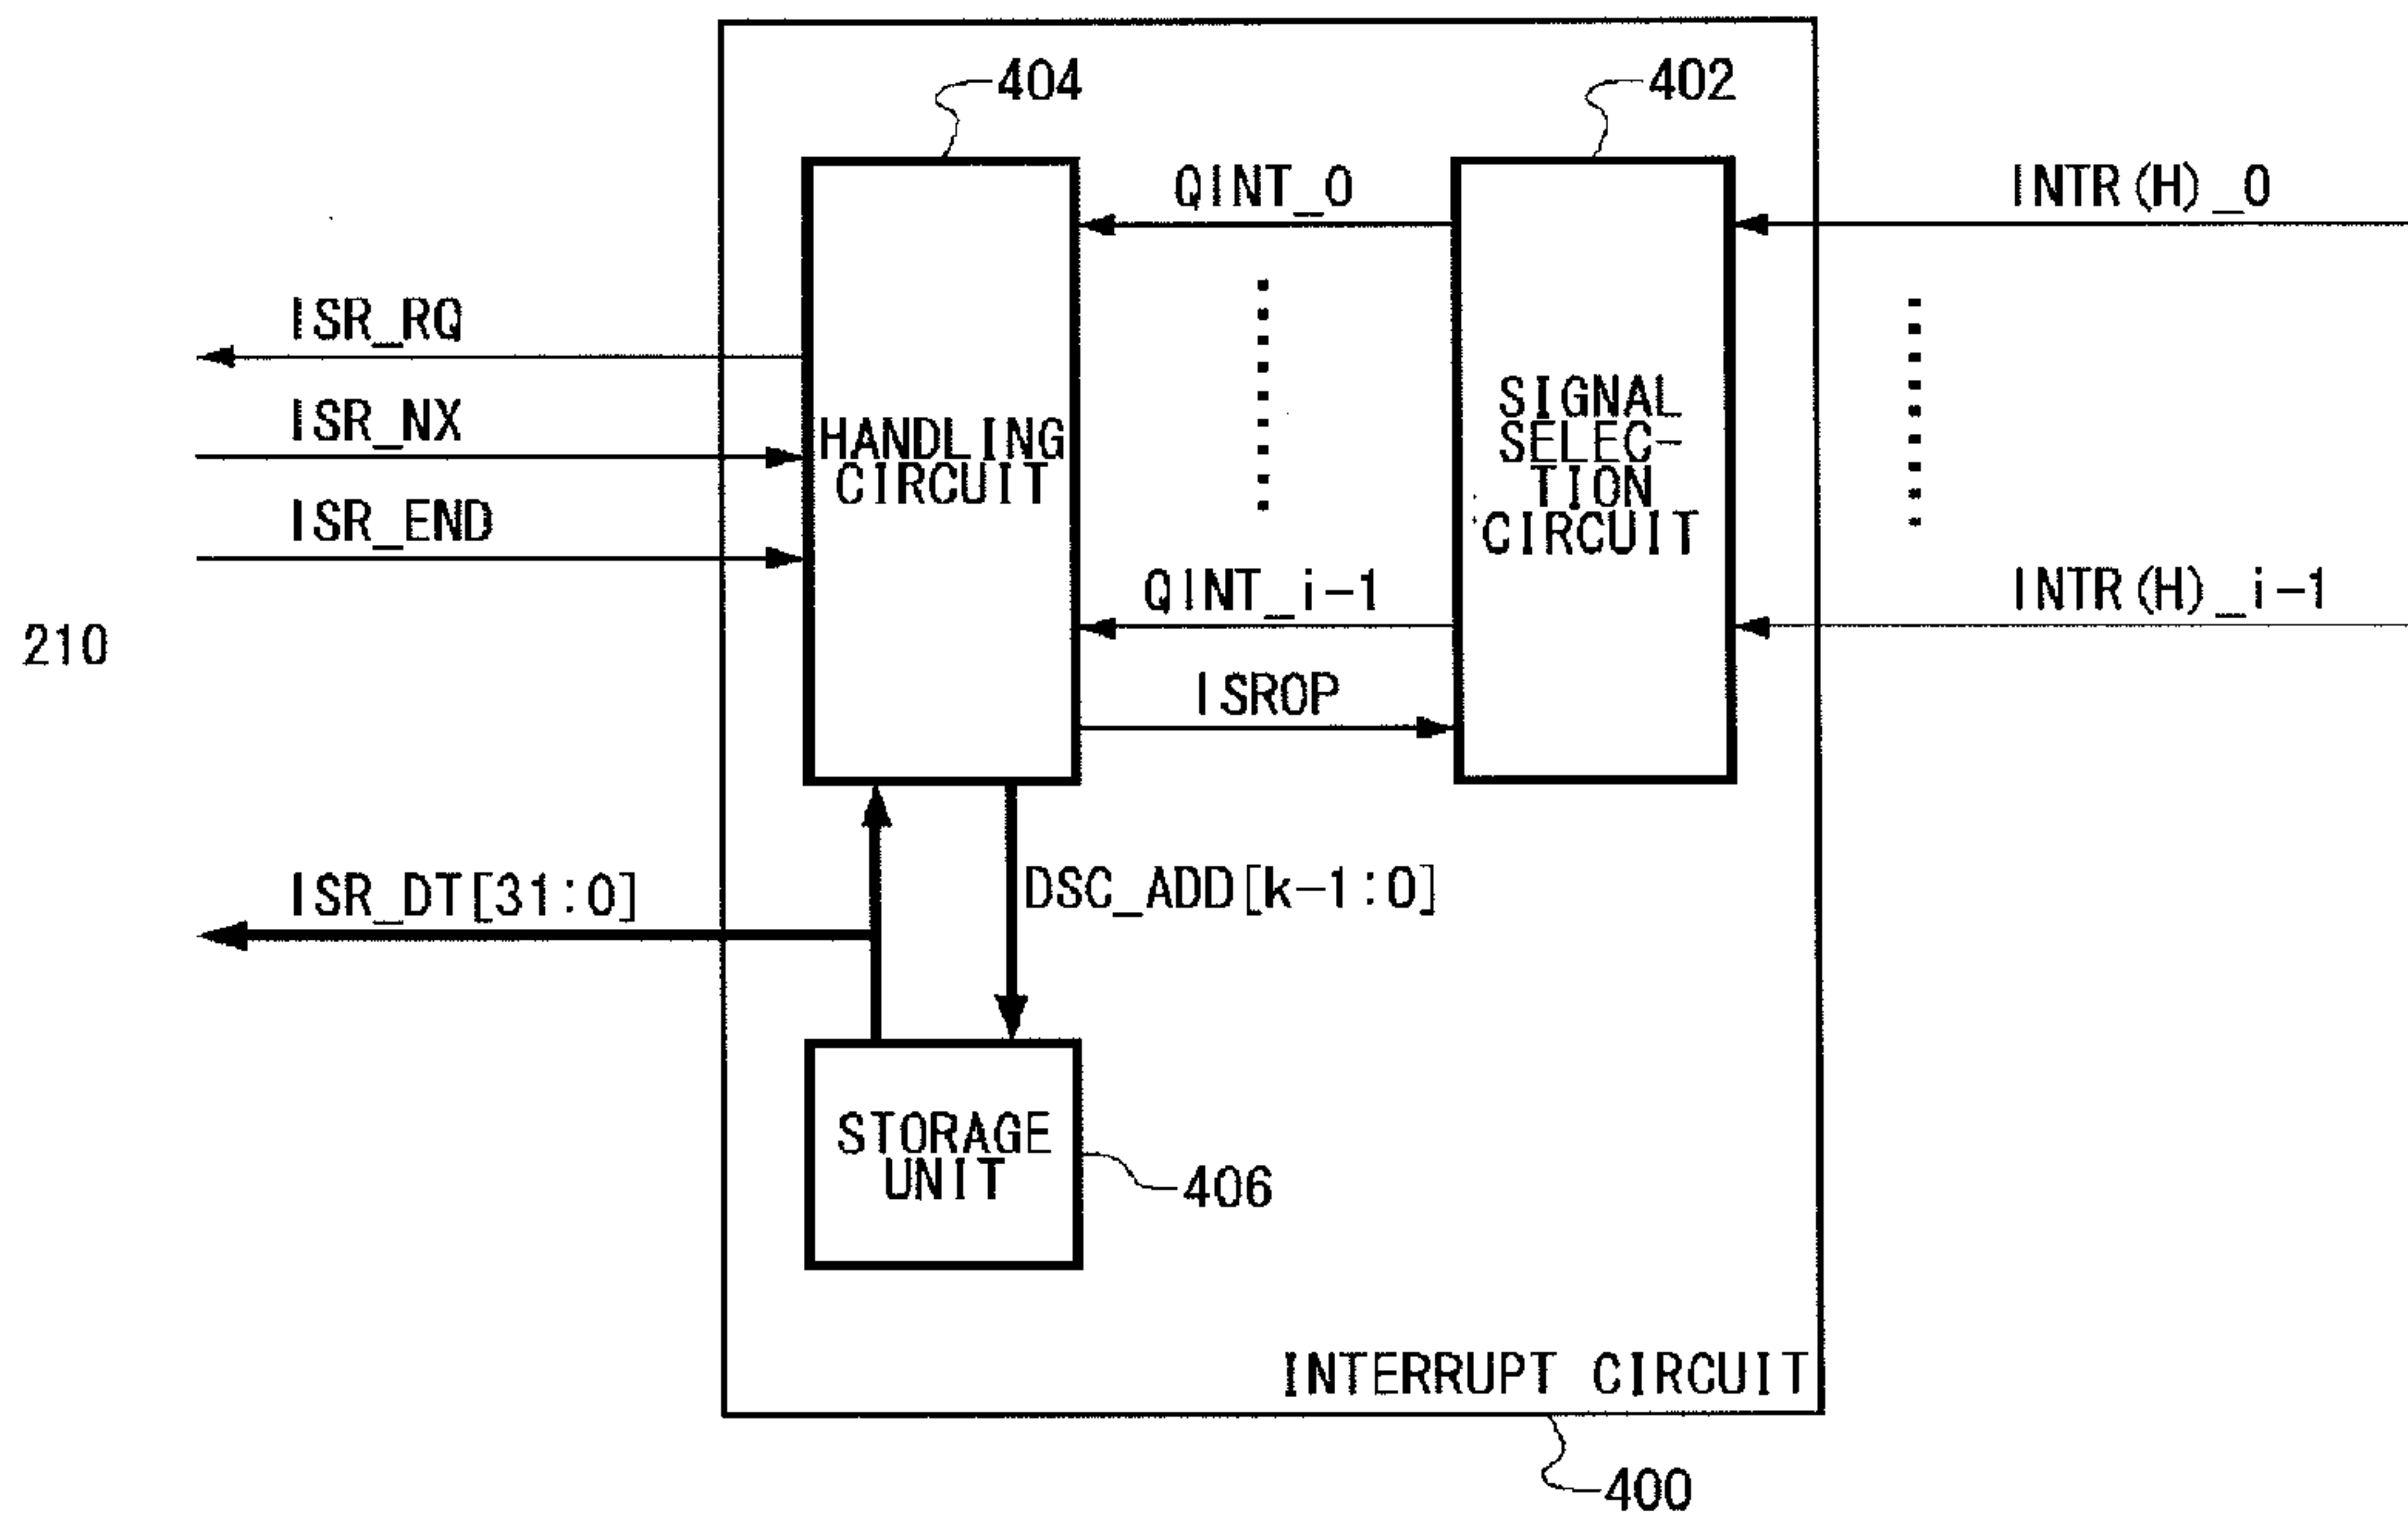 404
402
QINT_0
INTR(H)_0
ISR_RQ
ISR_NX
HANDLING
CIRCUIT
SIGNAL
SELEC-
TION
CIRCUIT
ISR_END
QINT_i-1
INTR(H)_i-1
210
ISROP
ISR_DT[31:0]
DSC_ADD[k-1:0]
STORAGE
UNIT
406
INTERRUPT CIRCUIT
400